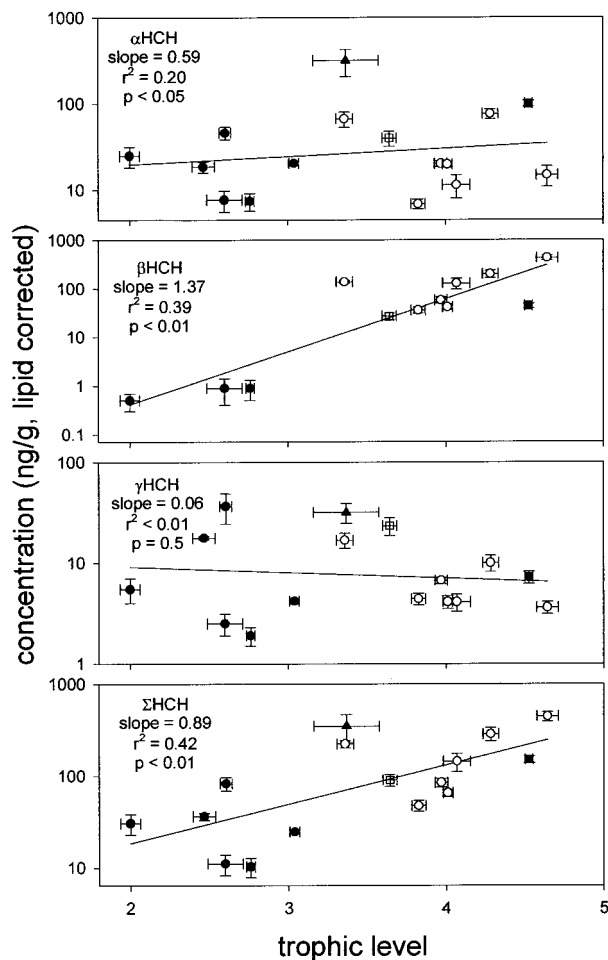 αHCH
slope = 0.59
r² = 0.20
p < 0.05
100
10
βHCH
slope = 1.37
r² = 0.39
p < 0.01
1000
100
10
1
0.1
γHCH
slope = 0.06
r² < 0.01
p = 0.5
100
10
1
ΣHCH
slope = 0.89
r² = 0.42
p < 0.01
1000
100
10
2 3 4 5
concentration (ng/g, lipid corrected)
trophic level